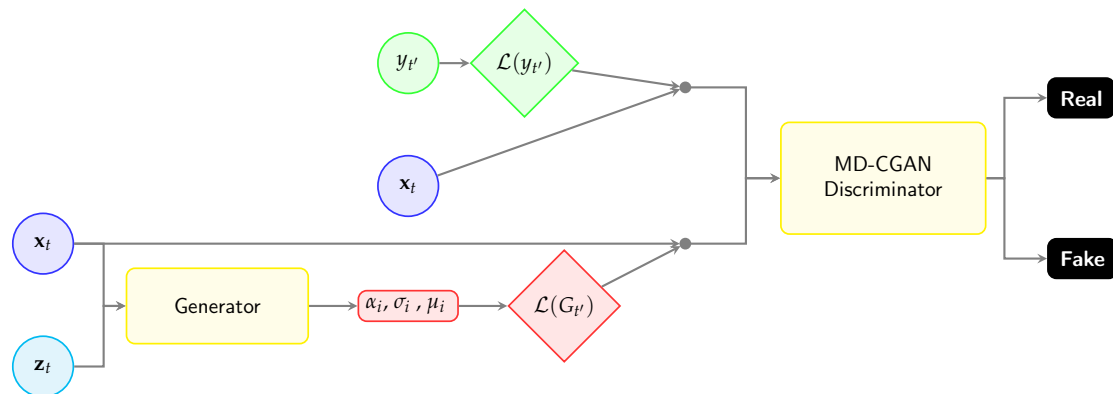 y_{t'}
𝓛(y_{t'})
x_t
x_t
z_t
Generator
α_i, σ_i , μ_i
𝓛(G_{t'})
MD-CGAN
Discriminator
Real
Fake